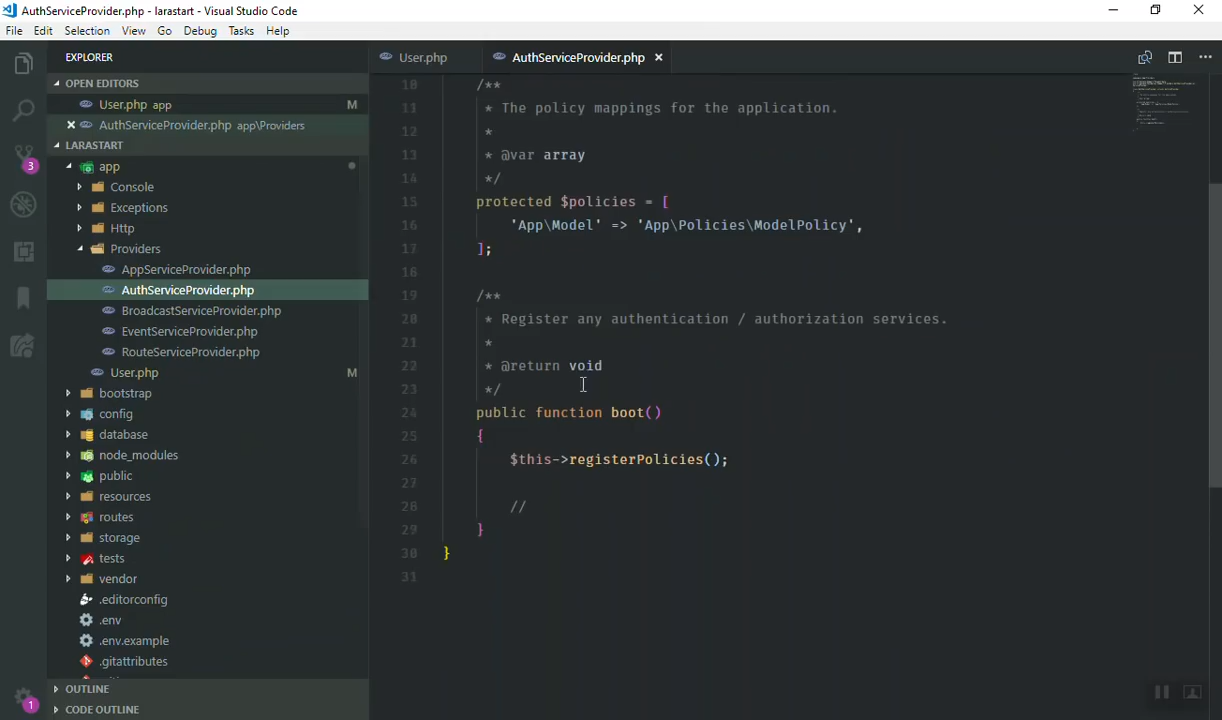 AuthServiceProvider.php - larastart - Visual Studio Code
File Edit Selection View Go Debug Tasks Help
EXPLORER
OPEN EDITORS
User.php app M
AuthServiceProvider.php app\Providers
LARASTART
app
Console
Exceptions
Http
Providers
AppServiceProvider.php
AuthServiceProvider.php
BroadcastServiceProvider.php
EventServiceProvider.php
RouteServiceProvider.php
User.php M
bootstrap
config
database
node_modules
public
resources
routes
storage
tests
vendor
.editorconfig
.env
.env.example
.gitattributes
OUTLINE
CODE OUTLINE
3
1
User.php AuthServiceProvider.php
10 /**
11 * The policy mappings for the application.
12 *
13 * @var array
14 */
15 protected $policies = [
16 'App\Model' => 'App\Policies\ModelPolicy',
17 ];
18
19 /**
20 * Register any authentication / authorization services.
21 *
22 * @return void
23 */
24 public function boot()
25 {
26 $this->registerPolicies();
27
28 //
29 }
30 }
31